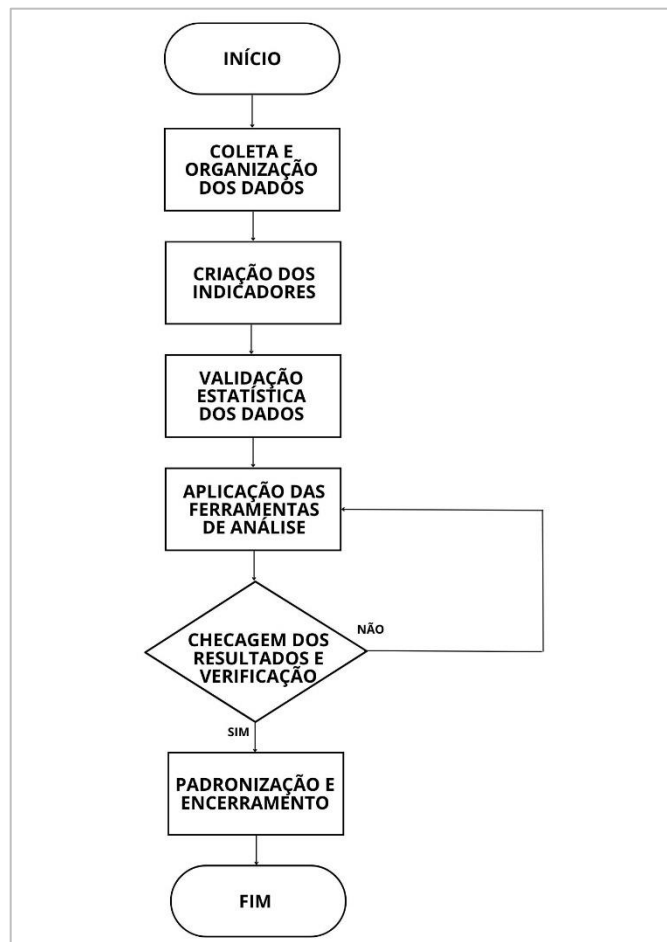 INÍCIO
COLETA E
ORGANIZAÇÃO
DOS DADOS
CRIAÇÃO DOS
INDICADORES
VALIDAÇÃO
ESTATÍSTICA
DOS DADOS
APLICAÇÃO DAS
FERRAMENTAS
DE ANÁLISE
CHECAGEM DOS
RESULTADOS E
VERIFICAÇÃO
NÃO
SIM
PADRONIZAÇÃO E
ENCERRAMENTO
FIM